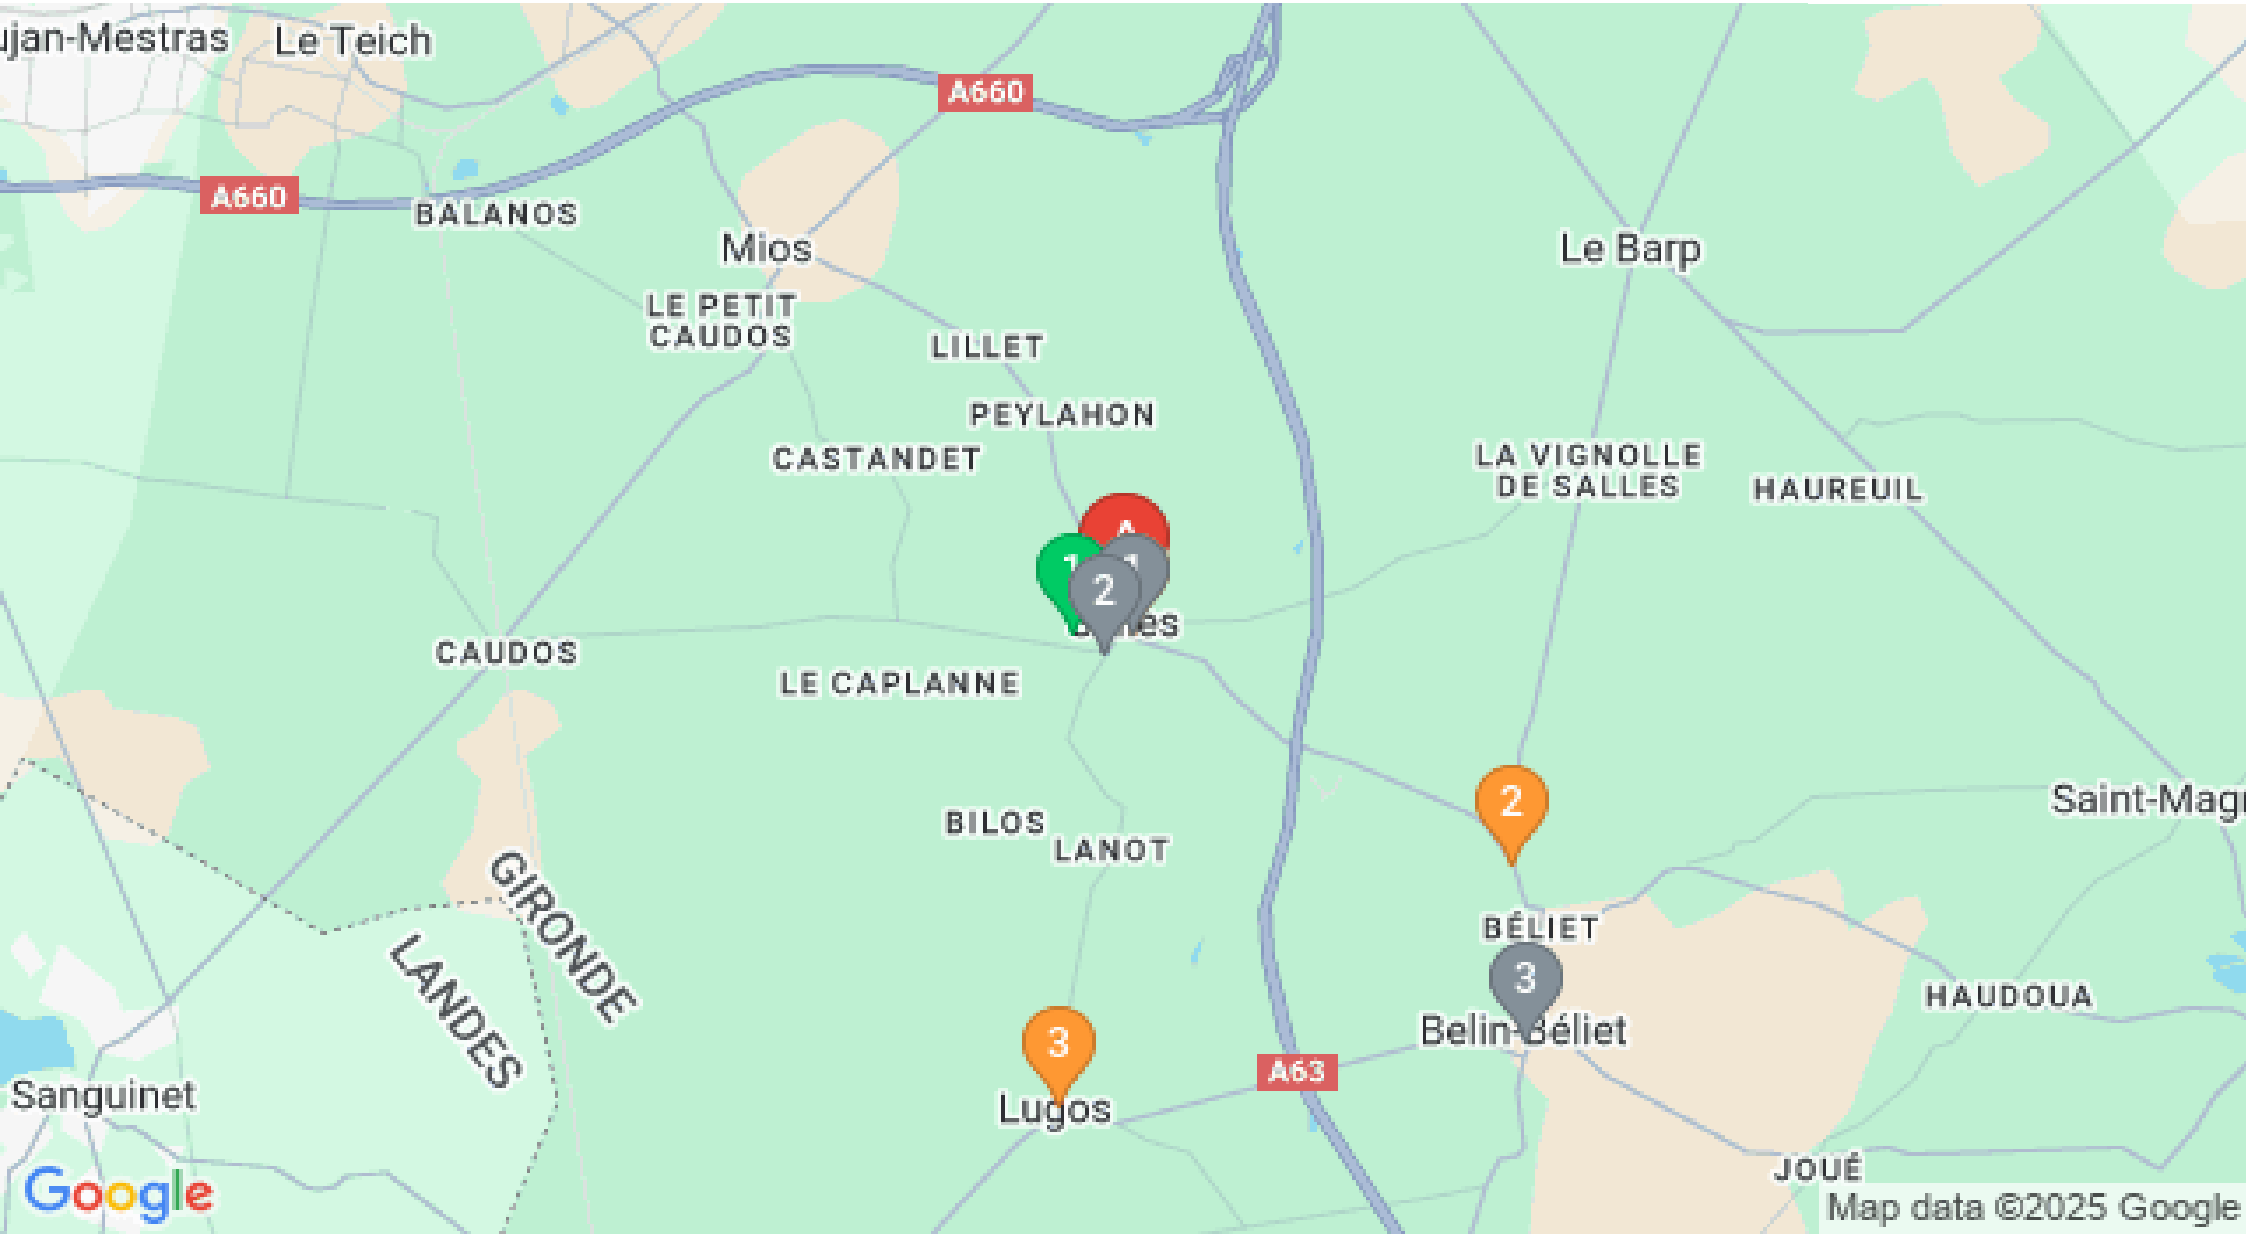 ujan-Mestras
Le Teich
A660
A660
BALANOS
Mios
Le Barp
LE PETIT
CAUDOS
LILLET
PEYLAHON
CASTANDET
LA VIGNOLLE
DE SALLES
HAUREUIL
1
1
2
CAUDOS
LE CAPLANNE
2
Saint-Mag
BILOS
LANOT
GIRONDE
LANDES
BÉLIET
3
HAUDOUA
Belin-Béliet
3
A63
Sanguinet
Lugos
JOUÉ
Google
Map data ©2025 Google